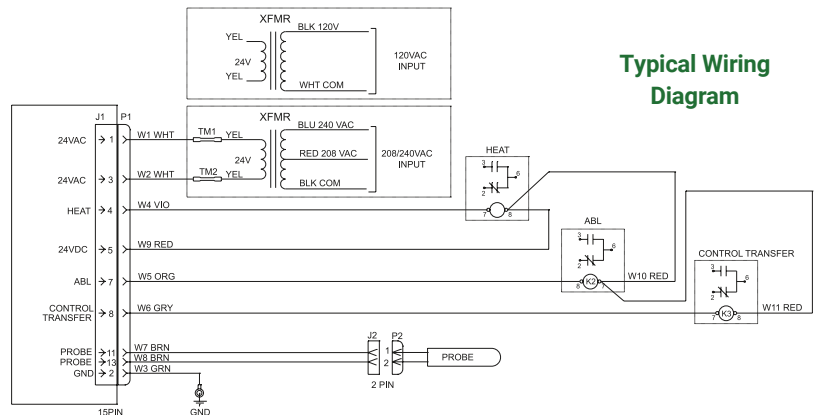 Typical Wiring
Diagram
XFMR
YEL
24V
YEL
BLK 120V
WHT COM
120VAC
INPUT
XFMR
TM1
YEL
24V
TM2
YEL
BLU 240 VAC
RED 208 VAC
BLK COM
208/240VAC
INPUT
J1
P1
24VAC
1
W1 WHT
24VAC
3
W2 WHT
HEAT
4
W4 VIO
24VDC
5
W9 RED
ABL
7
W5 ORG
CONTROL
TRANSFER
8
W6 GRY
PROBE
11
W7 BRN
PROBE
13
W8 BRN
GND
2
W3 GRN
15PIN
GND
J2
P2
1
2
PROBE
2 PIN
HEAT
3
6
2
7
8
ABL
3
6
2
8
K2
7
W10 RED
CONTROL TRANSFER
3
6
2
7
K3
8
W11 RED